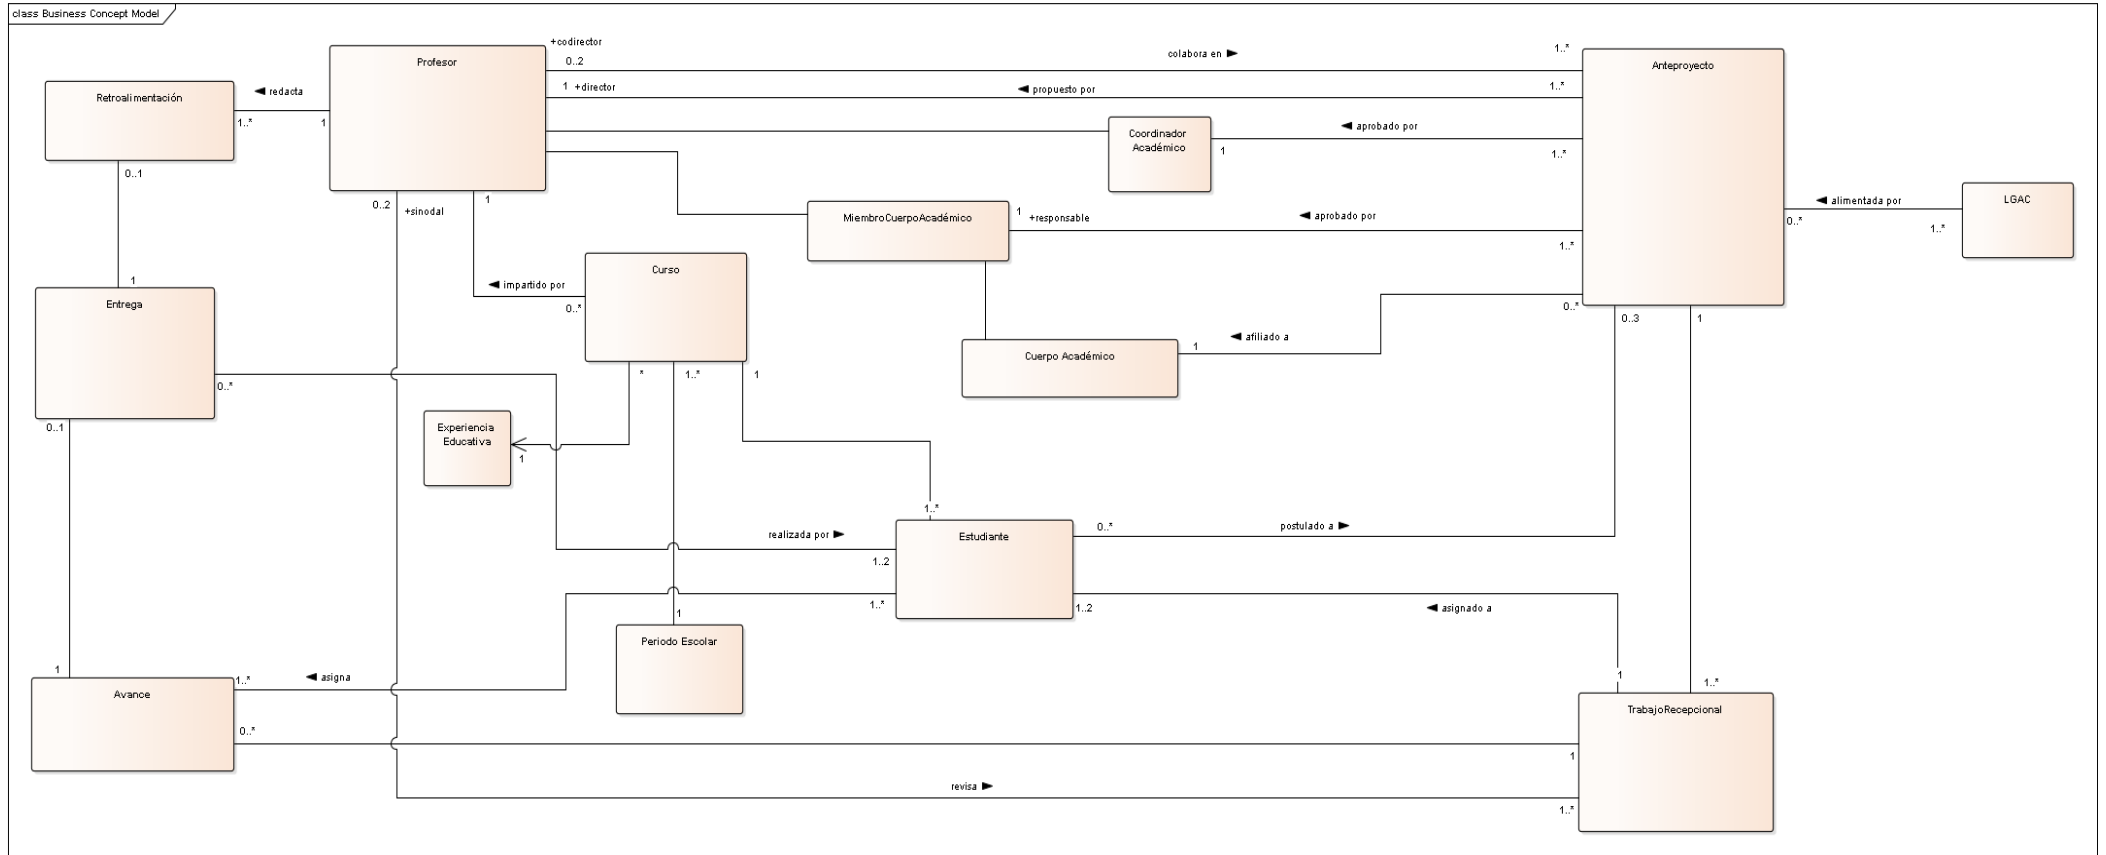 class Business Concept Model
+codirector
Profesor
0..2
colabora en
1..*
Anteproyecto
1 +director
propuesto por
1..*
Retroalimentación
redacta
1..*
1
Coordinador
Académico
1
aprobado por
1..*
0..1
0..2
+sinodal
1
MiembroCuerpoAcadémico
1
+responsable
aprobado por
1..*
alimentada por
0..*
1..*
LGAC
Curso
impartido por
0..*
1
Entrega
0..*
0..1
Cuerpo Académico
1
afiliado a
0..*
0..3
1
*
1..*
1
Experiencia
Educativa
1
1..*
realizada por
Estudiante
0..*
postulado a
1..2
1..*
1..2
asignado a
1
Periodo Escolar
1
Avance
1..*
asigna
0..*
1
1..*
TrabajoRecepcional
1
revisa
1..*